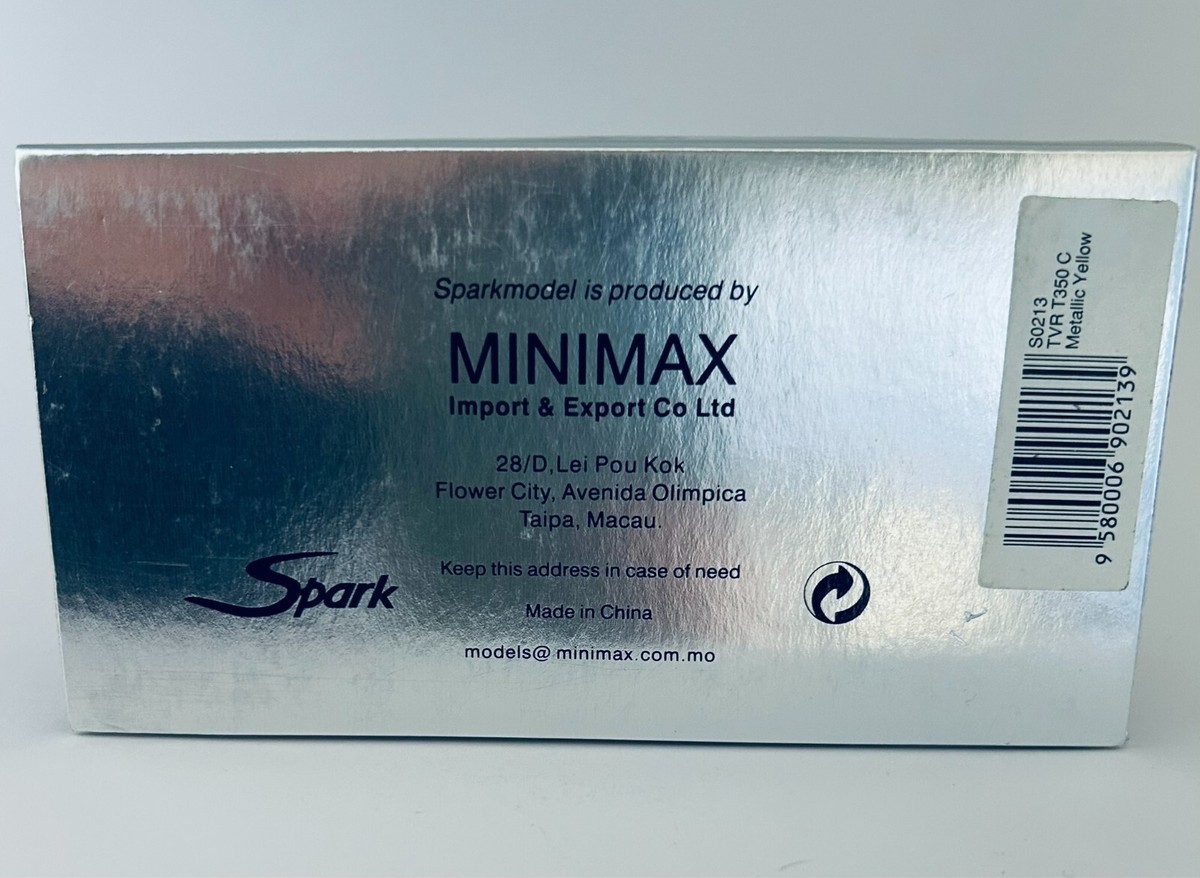 Sparkmodel is produced by
MINIMAX
Import & Export Co Ltd
28/D,Lei Pou Kok
Flower City, Avenida Olimpica
Taipa, Macau.
Keep this address in case of need
Made in China
models@ minimax.com.mo
Spark
S0213
TVR T350 C
Metallic Yellow
9 580006 902139